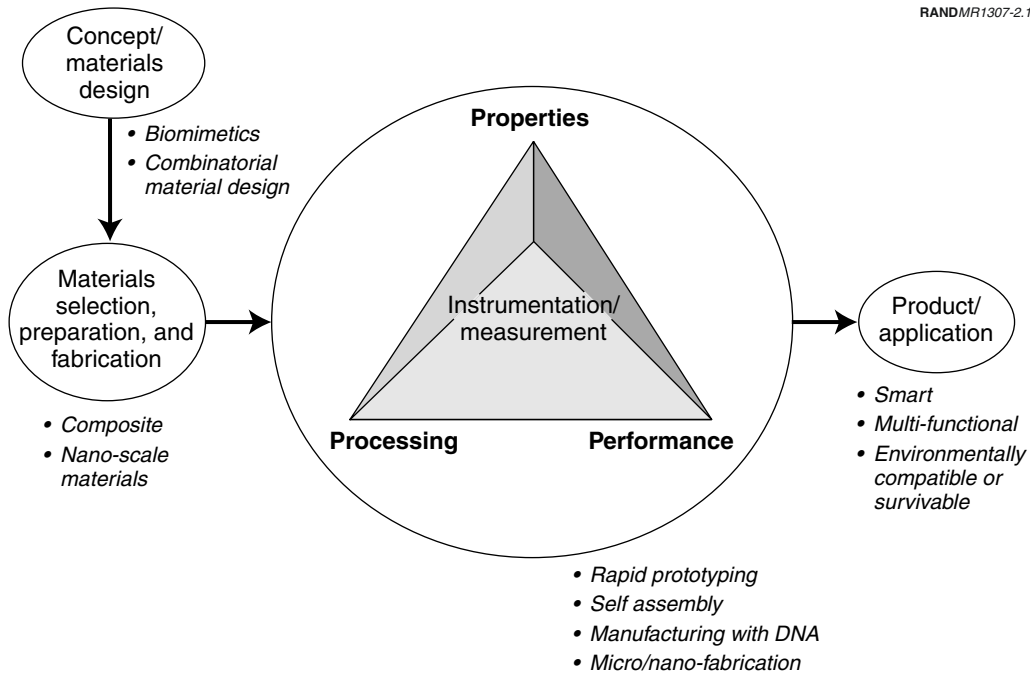 RANDMR1307-2.1
Concept/
materials
design
• Biomimetics
• Combinatorial
material design
Materials
selection,
preparation, and
fabrication
• Composite
• Nano-scale
materials
Properties
Instrumentation/
measurement
Processing
Performance
• Rapid prototyping
• Self assembly
• Manufacturing with DNA
• Micro/nano-fabrication
Product/
application
• Smart
• Multi-functional
• Environmentally
compatible or
survivable